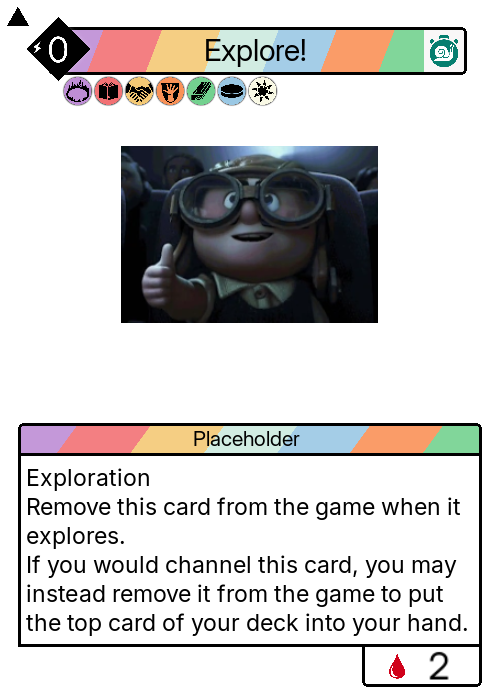 0
Explore!
Placeholder
Exploration
Remove this card from the game when it
explores.
If you would channel this card, you may
instead remove it from the game to put
the top card of your deck into your hand.
2